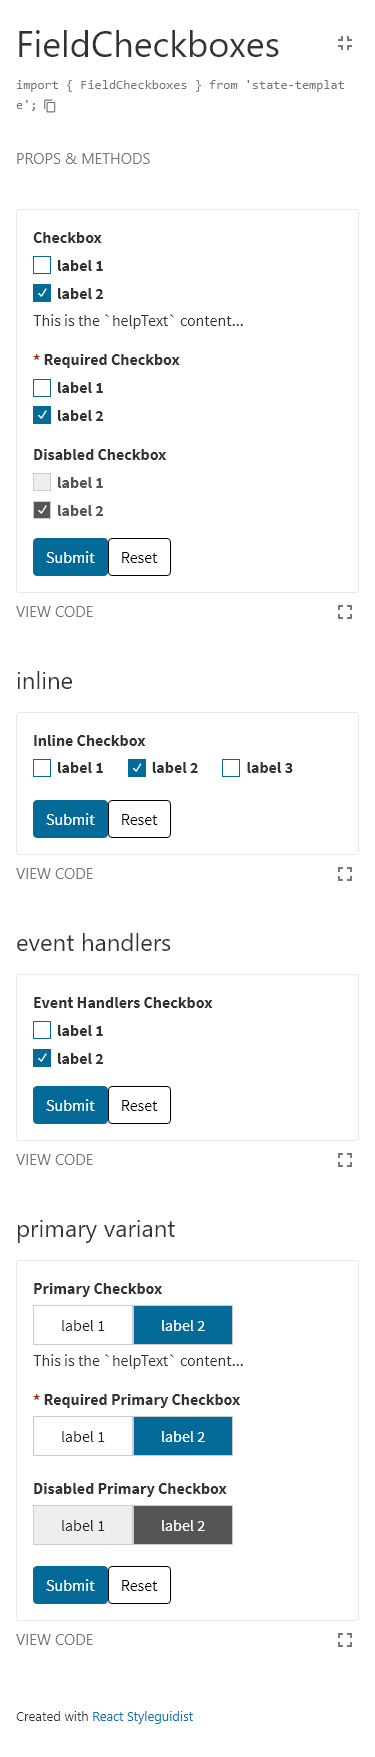 FieldCheckboxes
import { FieldCheckboxes } from 'state-templat
e';
PROPS & METHODS
Checkbox
label 1
label 2
This is the `helpText` content...
* Required Checkbox
label 1
label 2
Disabled Checkbox
label 1
label 2
Submit Reset
VIEW CODE
inline
Inline Checkbox
label 1 label 2 label 3
Submit Reset
VIEW CODE
event handlers
Event Handlers Checkbox
label 1
label 2
Submit Reset
VIEW CODE
primary variant
Primary Checkbox
label 1 label 2
This is the `helpText` content...
* Required Primary Checkbox
label 1 label 2
Disabled Primary Checkbox
label 1 label 2
Submit Reset
VIEW CODE
Created with React Styleguidist